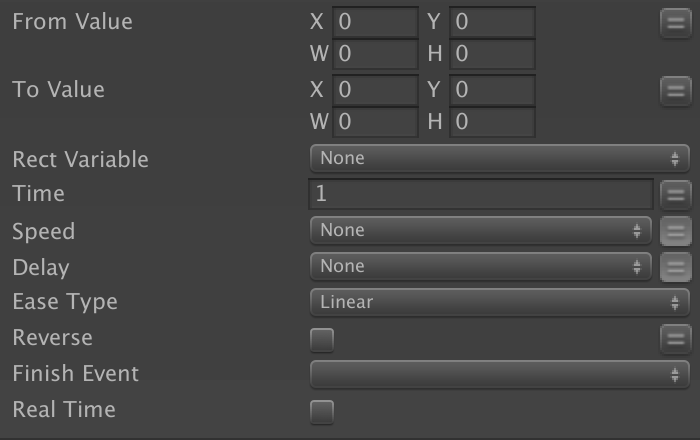 From Value X 0 Y 0
W 0 H 0
To Value X 0 Y 0
W 0 H 0
Rect Variable None
Time 1
Speed None
Delay None
Ease Type Linear
Reverse
Finish Event
Real Time